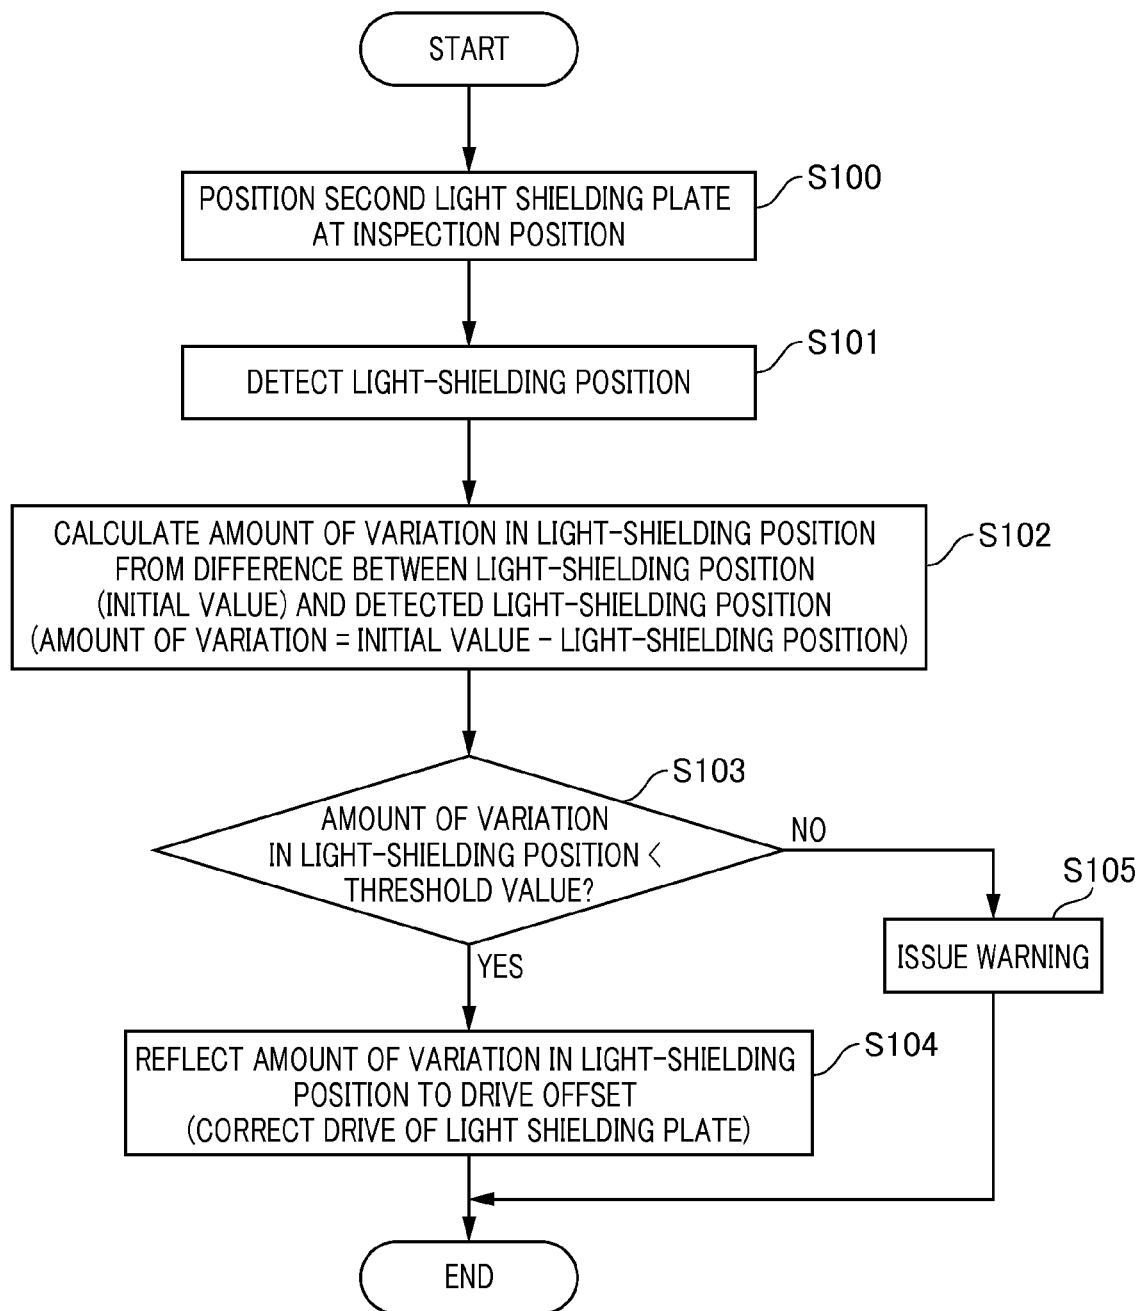 START
POSITION SECOND LIGHT SHIELDING PLATE
AT INSPECTION POSITION
S100
DETECT LIGHT-SHIELDING POSITION
S101
CALCULATE AMOUNT OF VARIATION IN LIGHT-SHIELDING POSITION
FROM DIFFERENCE BETWEEN LIGHT-SHIELDING POSITION
(INITIAL VALUE) AND DETECTED LIGHT-SHIELDING POSITION
(AMOUNT OF VARIATION = INITIAL VALUE - LIGHT-SHIELDING POSITION)
S102
AMOUNT OF VARIATION
IN LIGHT-SHIELDING POSITION <
THRESHOLD VALUE?
S103
NO
YES
S105
ISSUE WARNING
REFLECT AMOUNT OF VARIATION IN LIGHT-SHIELDING
POSITION TO DRIVE OFFSET
(CORRECT DRIVE OF LIGHT SHIELDING PLATE)
S104
END